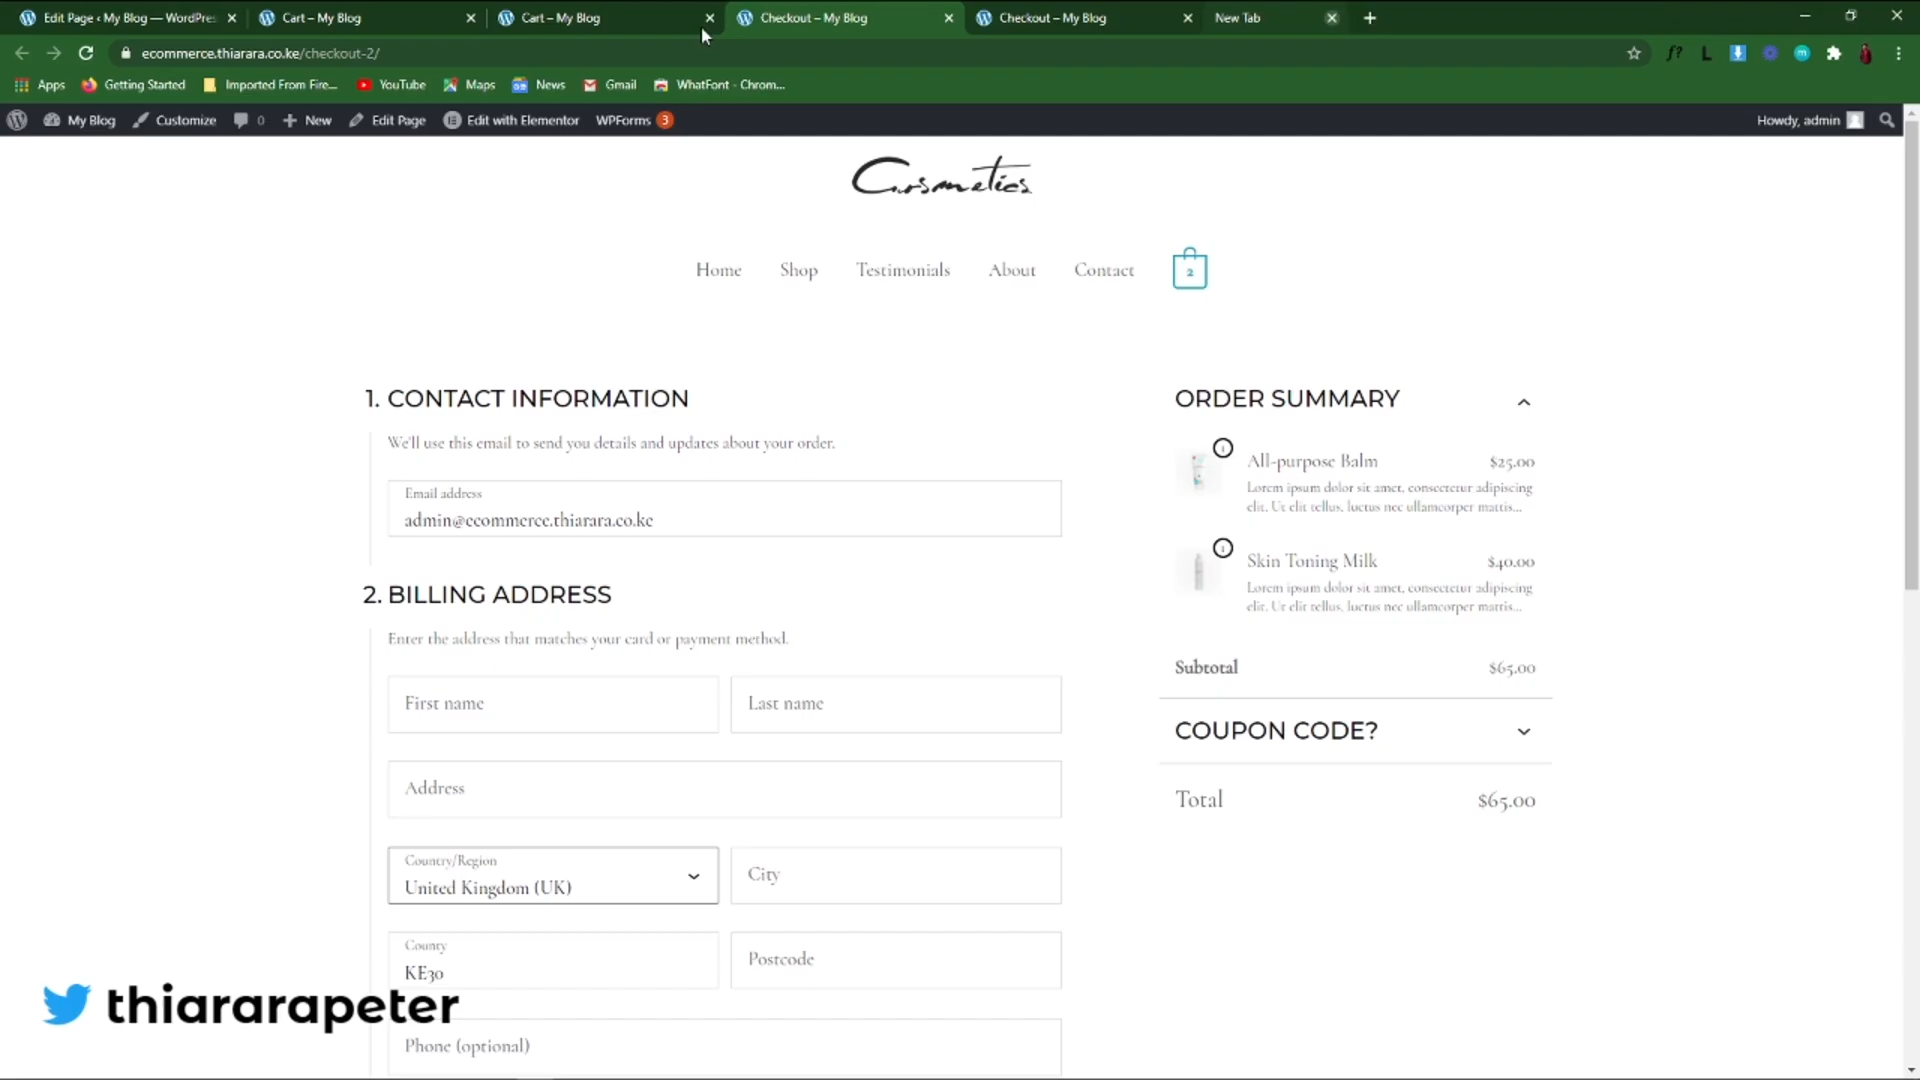 Edit Page ‹ My Blog — WordPres
Cart – My Blog
Cart – My Blog
Checkout – My Blog
Checkout – My Blog
New Tab
ecommerce.thiarara.co.ke/checkout-2/
f?
L
Apps
Getting Started
Imported From Fire...
YouTube
Maps
News
Gmail
WhatFont - Chrom...
My Blog
Customize
0
New
Edit Page
Edit with Elementor
WPForms 3
Howdy, admin
Cosmetics
Home
Shop
Testimonials
About
Contact
2
1. CONTACT INFORMATION
We'll use this email to send you details and updates about your order.
Email address
admin@ecommerce.thiarara.co.ke
2. BILLING ADDRESS
Enter the address that matches your card or payment method.
First name
Last name
Address
Country/Region
United Kingdom (UK)
City
County
KE30
Postcode
Phone (optional)
ORDER SUMMARY
1
All-purpose Balm
$25.00
Lorem ipsum dolor sit amet, consectetur adipiscing
elit. Ut elit tellus, luctus nec ullamcorper mattis...
1
Skin Toning Milk
$40.00
Lorem ipsum dolor sit amet, consectetur adipiscing
elit. Ut elit tellus, luctus nec ullamcorper mattis...
Subtotal
$65.00
COUPON CODE?
Total
$65.00
thiararapeter